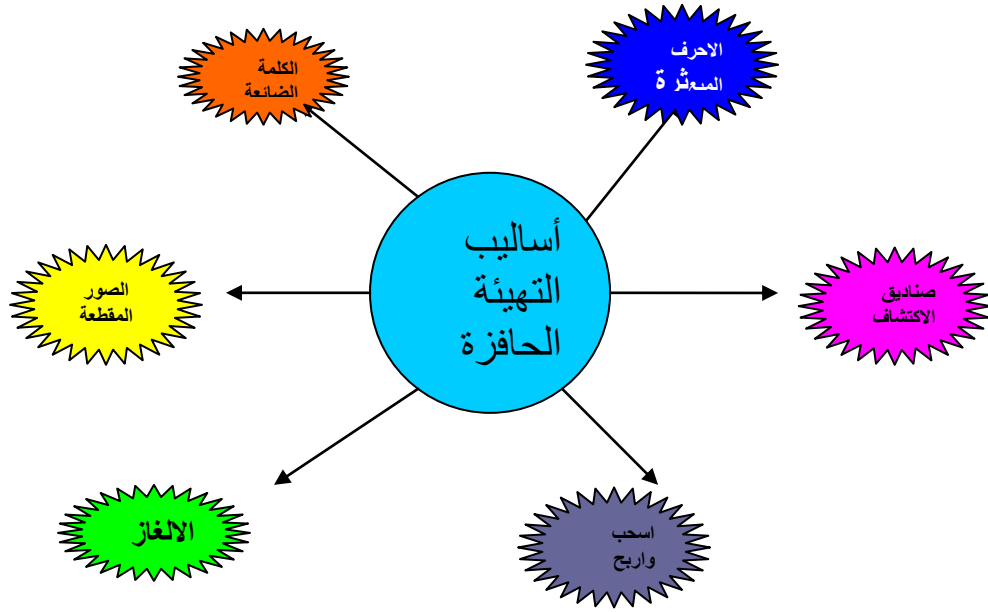 الاحرف
المبعثرة
الكلمة
الضائعة
أساليب
التهيئة
الحافزة
صناديق
الاكتشاف
الصور
المقطعة
اسحب
واربح
الالغاز